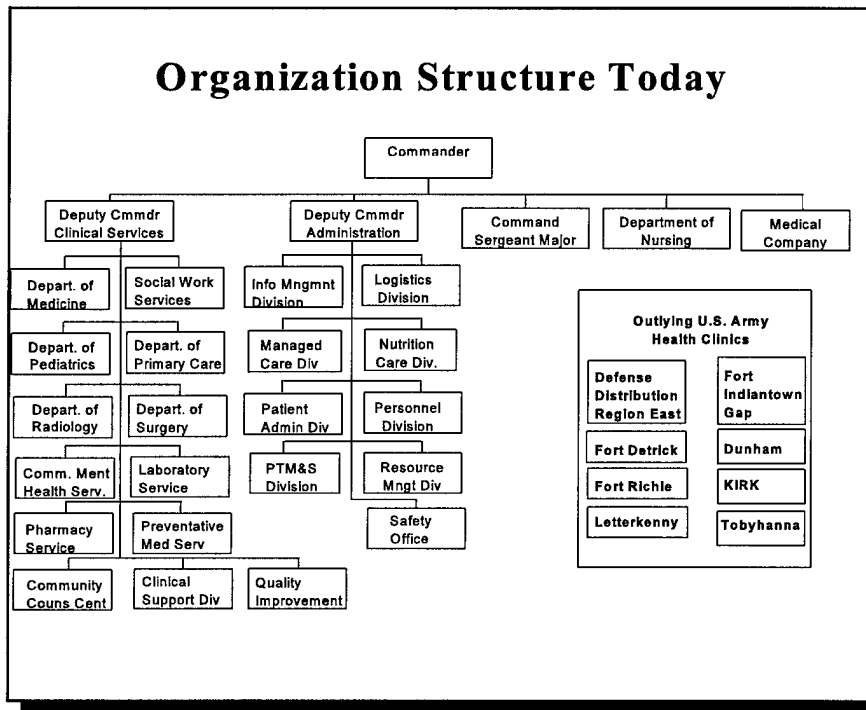 Organization Structure Today
Commander
Deputy Cmmdr
Clinical Services
Deputy Cmmdr
Administration
Command
Sergeant Major
Department of
Nursing
Medical
Company
Depart. of
Medicine
Social Work
Services
Info Mngmnt
Division
Logistics
Division
Depart. of
Pediatrics
Depart. of
Primary Care
Managed
Care Div
Nutrition
Care Div.
Depart. of
Radiology
Depart. of
Surgery
Patient
Admin Div
Personnel
Division
Comm. Ment
Health Serv.
Laboratory
Service
PTM&S
Division
Resource
Mngt Div
Pharmacy
Service
Preventative
Med Serv
Safety
Office
Community
Couns Cent
Clinical
Support Div
Quality
Improvement
Outlying U.S. Army
Health Clinics
Defense
Distribution
Region East
Fort
Indiantown
Gap
Fort Detrick
Dunham
Fort Richie
KIRK
Letterkenny
Tobyhanna